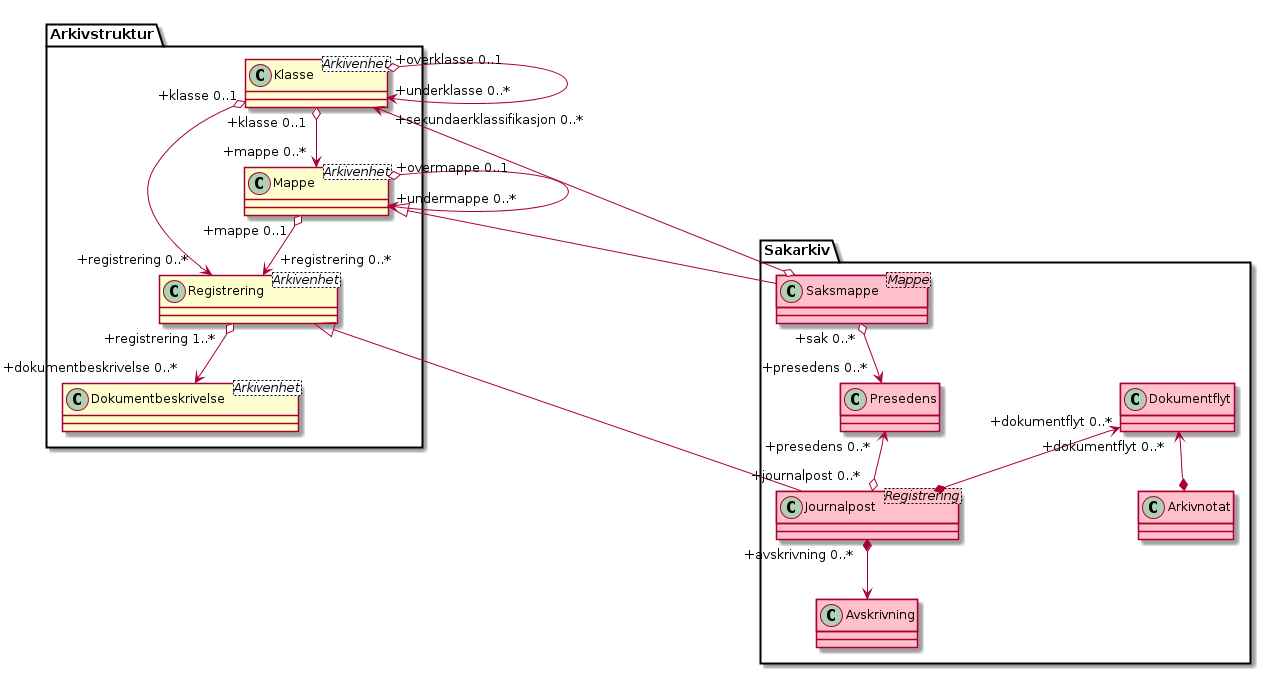 Arkivstruktur
Arkivenhet
C Klasse
+overklasse 0..1
+underklasse 0..*
+klasse 0..1
+klasse 0..1
+sekundaerklassifikasjon 0..*
+mappe 0..*
Arkivenhet
C Mappe
+overmappe 0..1
+undermappe 0..*
+mappe 0..1
+registrering 0..*
+registrering 0..*
Arkivenhet
C Registrering
+registrering 1..*
+dokumentbeskrivelse 0..*
Arkivenhet
C Dokumentbeskrivelse
Sakarkiv
Mappe
C Saksmappe
+sak 0..*
+presedens 0..*
C Presedens
C Dokumentflyt
+dokumentflyt 0..*
+presedens 0..*
+dokumentflyt 0..*
+journalpost 0..*
Registrering
C Journalpost
C Arkivnotat
+avskrivning 0..*
C Avskrivning